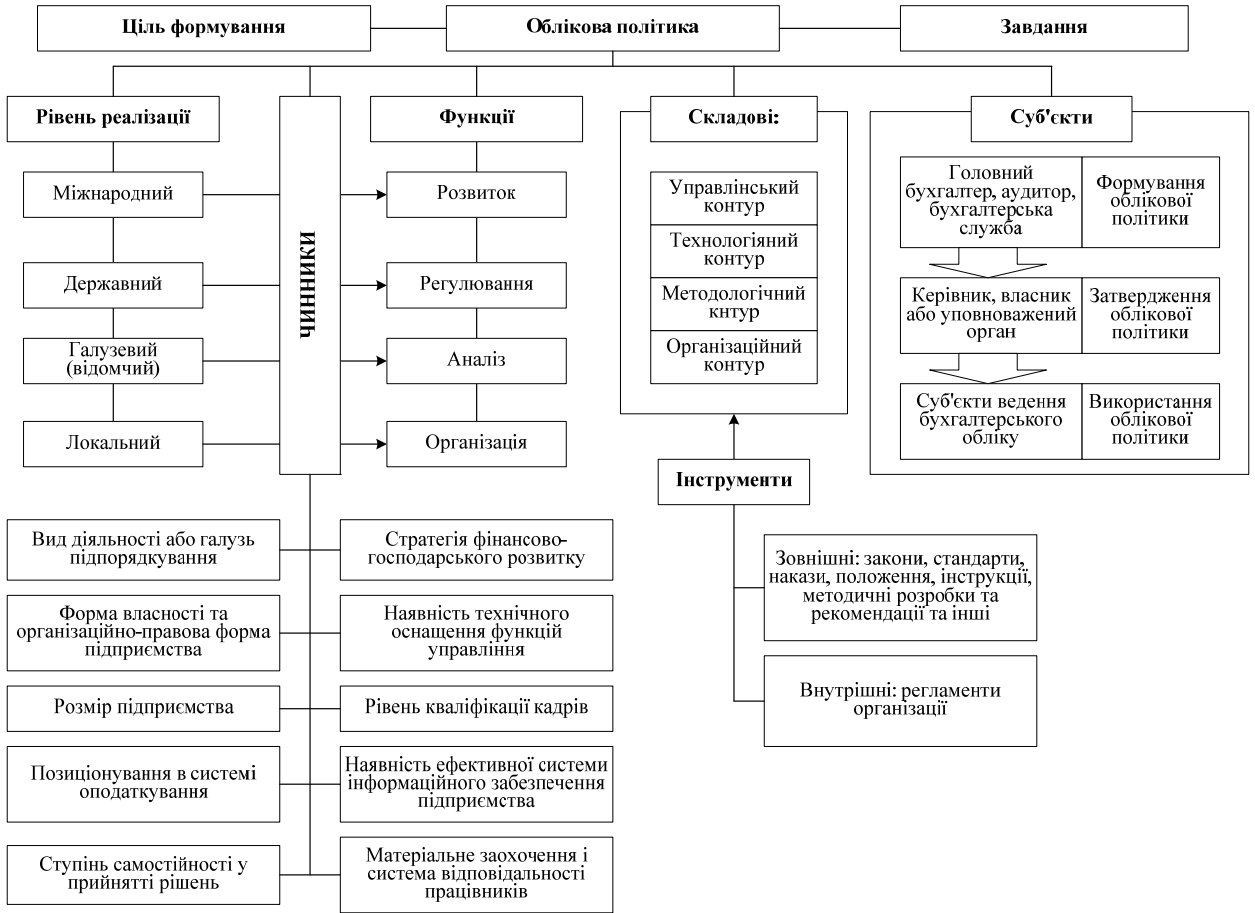 Ціль формування
Облікова політика
Завдання
Рівень реалізації
Функції
Складові:
Суб'єкти
Міжнародний
Державний
Галузевий
(відомчий)
Локальний
ЧИННИКИ
Розвиток
Регулювання
Аналіз
Організація
Управлінський
контур
Технологіяний
контур
Методологічний
кнтур
Організаційний
контур
Головний
бухгалтер, аудитор,
бухгалтерська
служба
Формування
облікової
політики
Керівник, власник
або уповноважений
орган
Затвердження
облікової
політики
Суб'єкти ведення
бухгалтерського
обліку
Використання
облікової
політики
Інструменти
Зовнішні: закони, стандарти,
накази, положення, інструкції,
методичні розробки та
рекомендації та інші
Внутрішні: регламенти
організації
Вид діяльності або галузь
підпорядкування
Стратегія фінансово-
господарського розвитку
Форма власності та
організаційно-правова форма
підприємства
Наявність технічного
оснащення функцій
управління
Розмір підприємства
Рівень кваліфікації кадрів
Позиціонування в системі
оподаткування
Наявність ефективної системи
інформаційного забезпечення
підприємства
Ступінь самостійності у
прийнятті рішень
Матеріальне заохочення і
система відповідальності
працівників